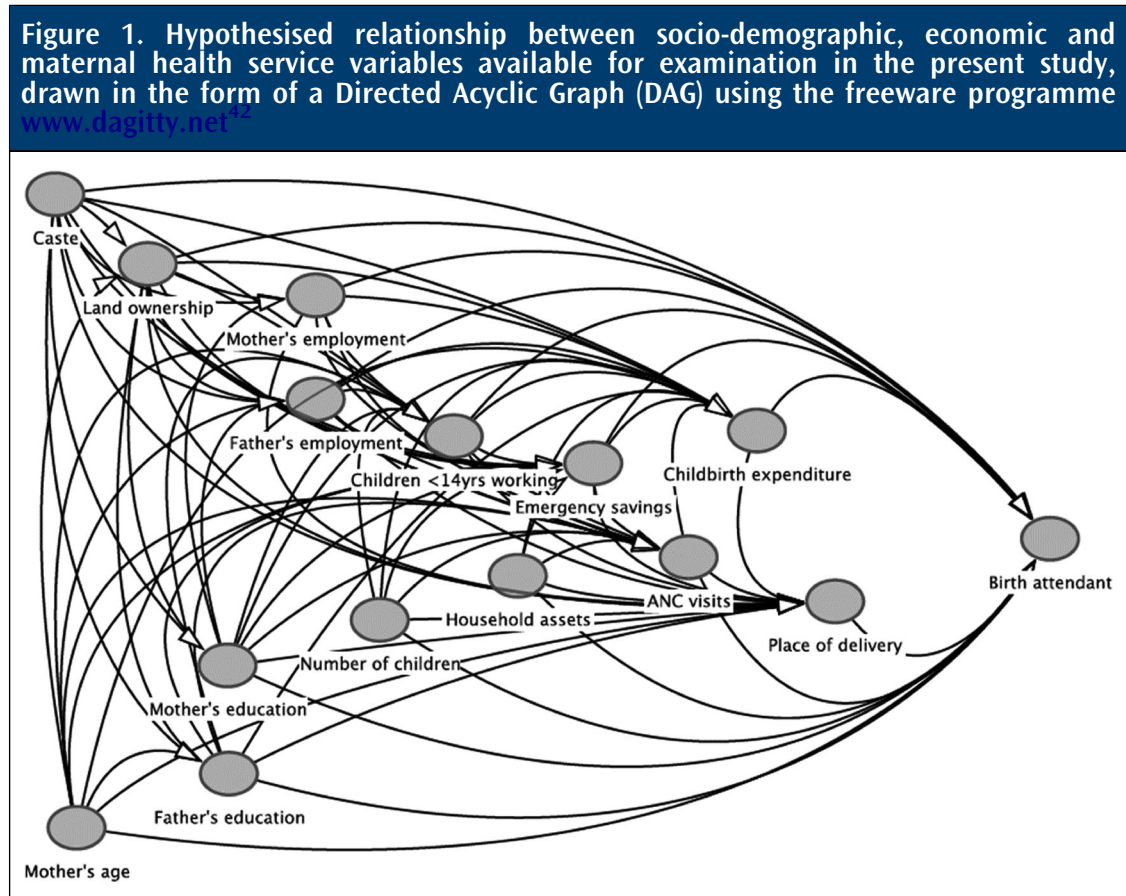 Figure 1. Hypothesised relationship between socio-demographic, economic and
maternal health service variables available for examination in the present study,
drawn in the form of a Directed Acyclic Graph (DAG) using the freeware programme
www.dagitty.net42
Caste
Land ownership
Mother's employment
Father's employment
Children <14yrs working
Emergency savings
Childbirth expenditure
Birth attendant
Household assets
ANC visits
Place of delivery
Number of children
Mother's education
Father's education
Mother's age